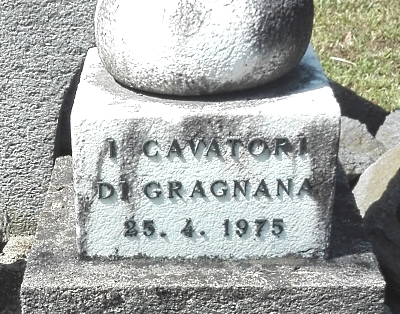 I CAVATORI
DI GRAGNANA
25. 4. 1975